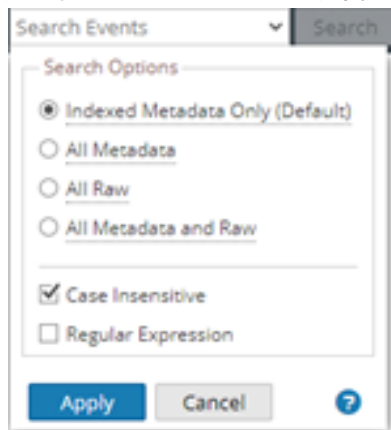 Search Events Search
Search Options
Indexed Metadata Only (Default)
All Metadata
All Raw
All Metadata and Raw
Case Insensitive
Regular Expression
Apply Cancel ?